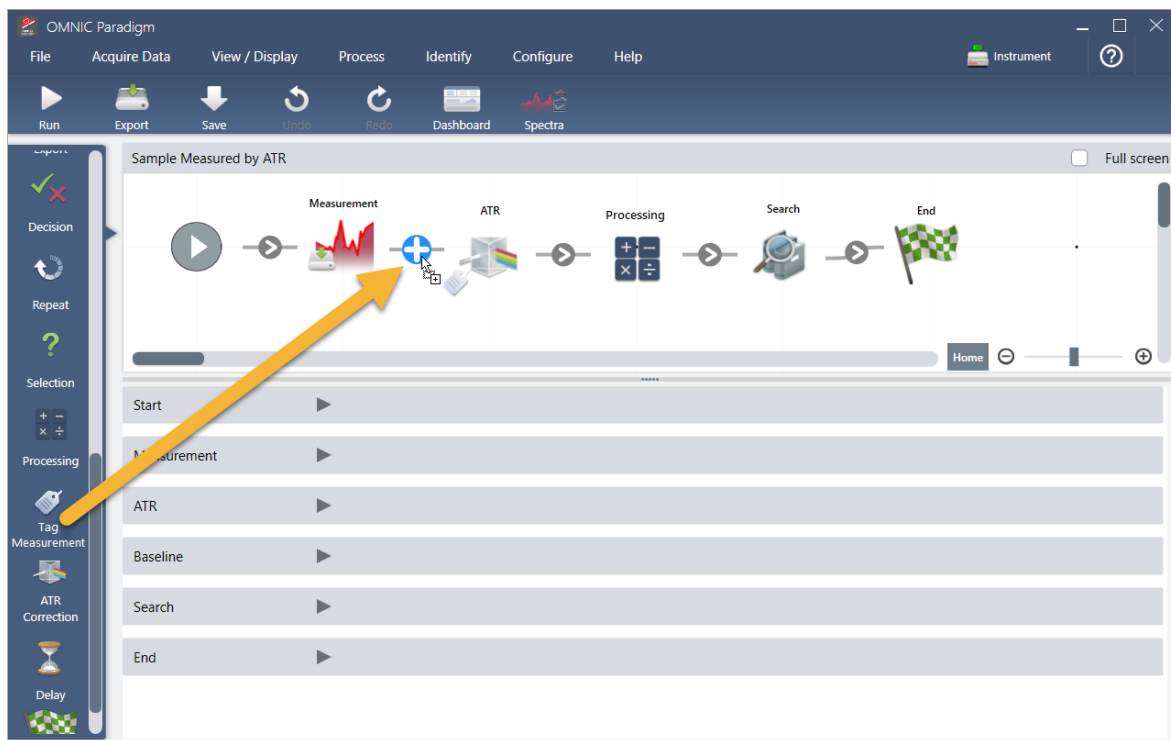 OMNIC Paradigm
File Acquire Data View / Display Process Identify Configure Help Instrument
Run Export Save Undo Redo Dashboard Spectra
Export
Decision
Repeat
Selection
Processing
Tag
Measurement
ATR
Correction
Delay
Sample Measured by ATR Full screen
Measurement ATR Processing Search End
Home
Start
Measurement
ATR
Baseline
Search
End